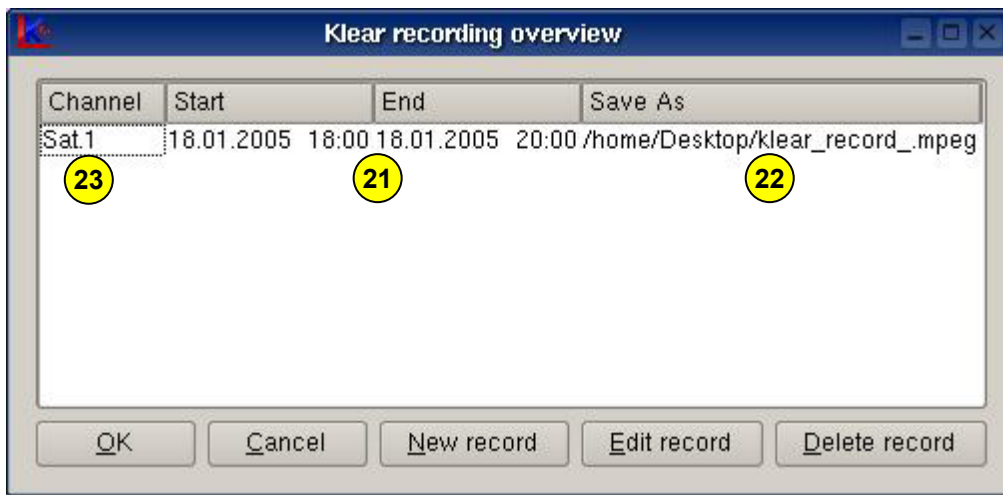 Klear recording overview
Channel Start End Save As
Sat.1 18.01.2005 18:00 18.01.2005 20:00 /home/Desktop/klear_record_.mpeg
23 21 22
OK Cancel New record Edit record Delete record